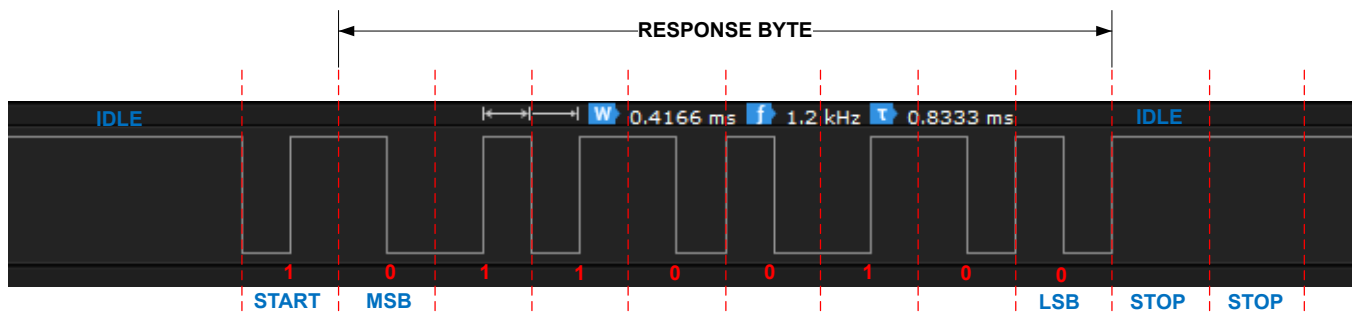 RESPONSE BYTE
IDLE W 0.4166 ms f 1.2 kHz τ 0.8333 ms IDLE
1 0 1 1 0 0 1 0 0
START MSB LSB STOP STOP